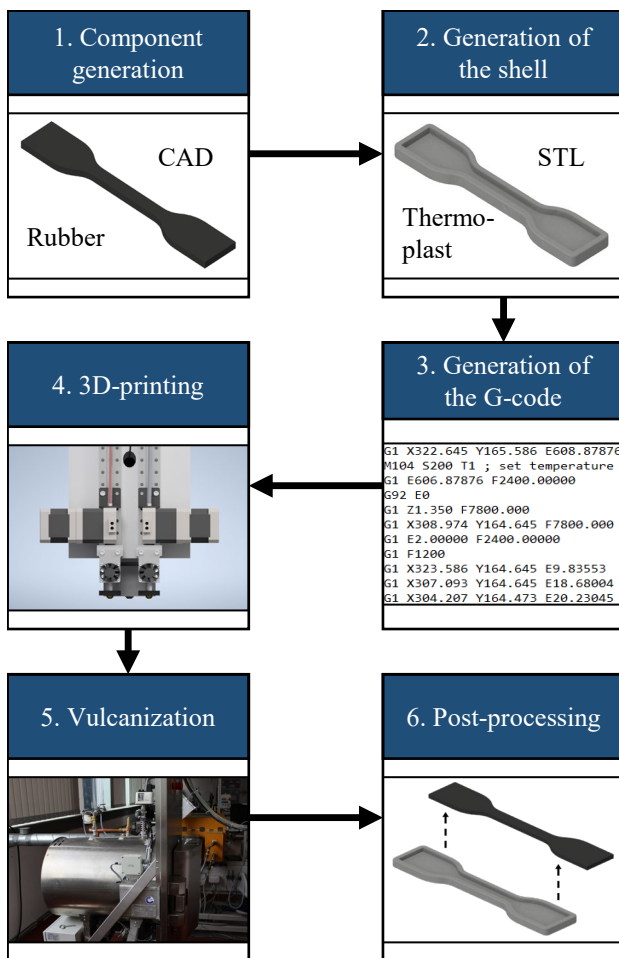 1. Component
generation
CAD
Rubber
2. Generation of
the shell
STL
Thermo-
plast
3. Generation of
the G-code
G1 X322.645 Y165.586 E608.87876
M104 S200 T1 ; set temperature
G1 E606.87876 F2400.00000
G92 E0
G1 Z1.350 F7800.000
G1 X308.974 Y164.645 F7800.000
G1 E2.00000 F2400.00000
G1 F1200
G1 X323.586 Y164.645 E9.83553
G1 X307.093 Y164.645 E18.68004
G1 X304.207 Y164.473 E20.23045
4. 3D-printing
5. Vulcanization
6. Post-processing